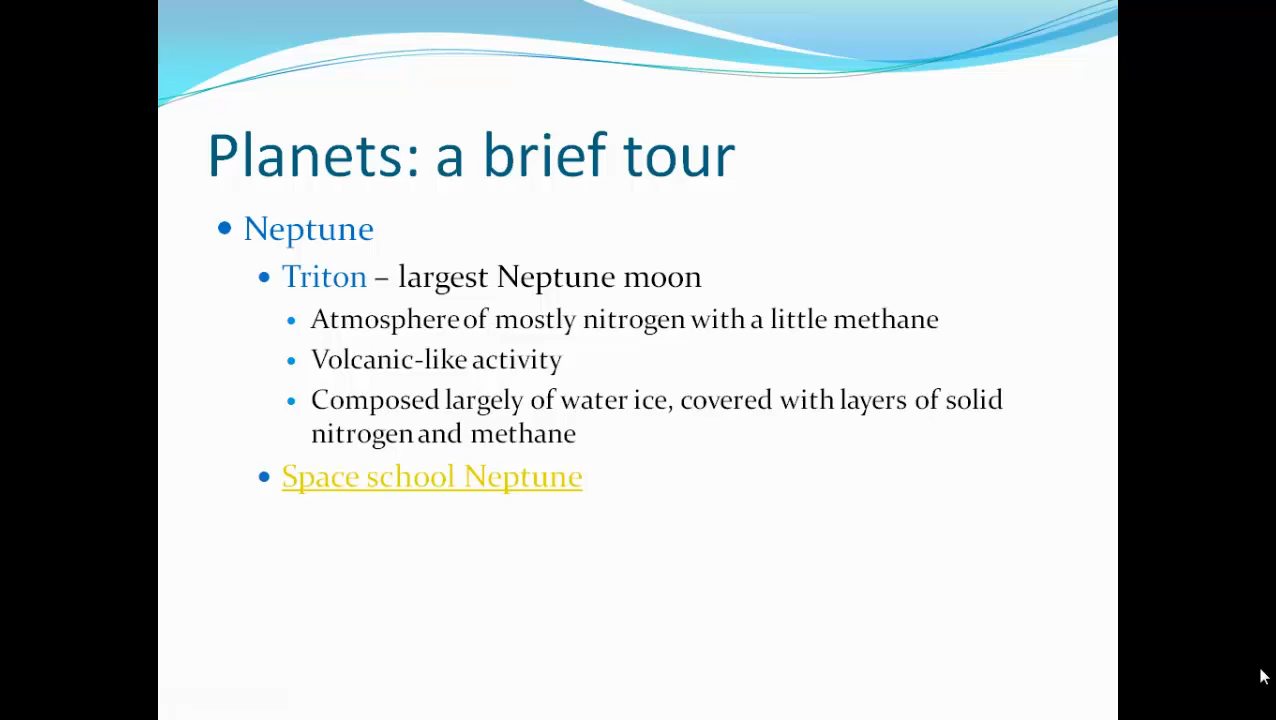 Planets: a brief tour
• Neptune
• Triton – largest Neptune moon
• Atmosphere of mostly nitrogen with a little methane
• Volcanic-like activity
• Composed largely of water ice, covered with layers of solid
nitrogen and methane
• Space school Neptune